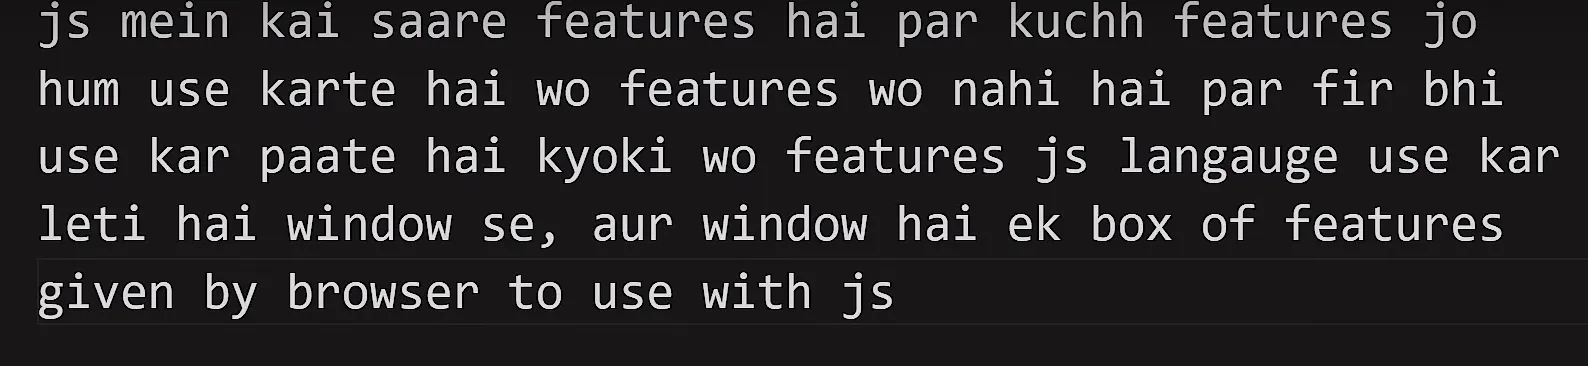 js mein kai saare features hai par kuchh features jo
hum use karte hai wo features wo nahi hai par fir bhi
use kar paate hai kyoki wo features js langauge use kar
leti hai window se, aur window hai ek box of features
given by browser to use with js